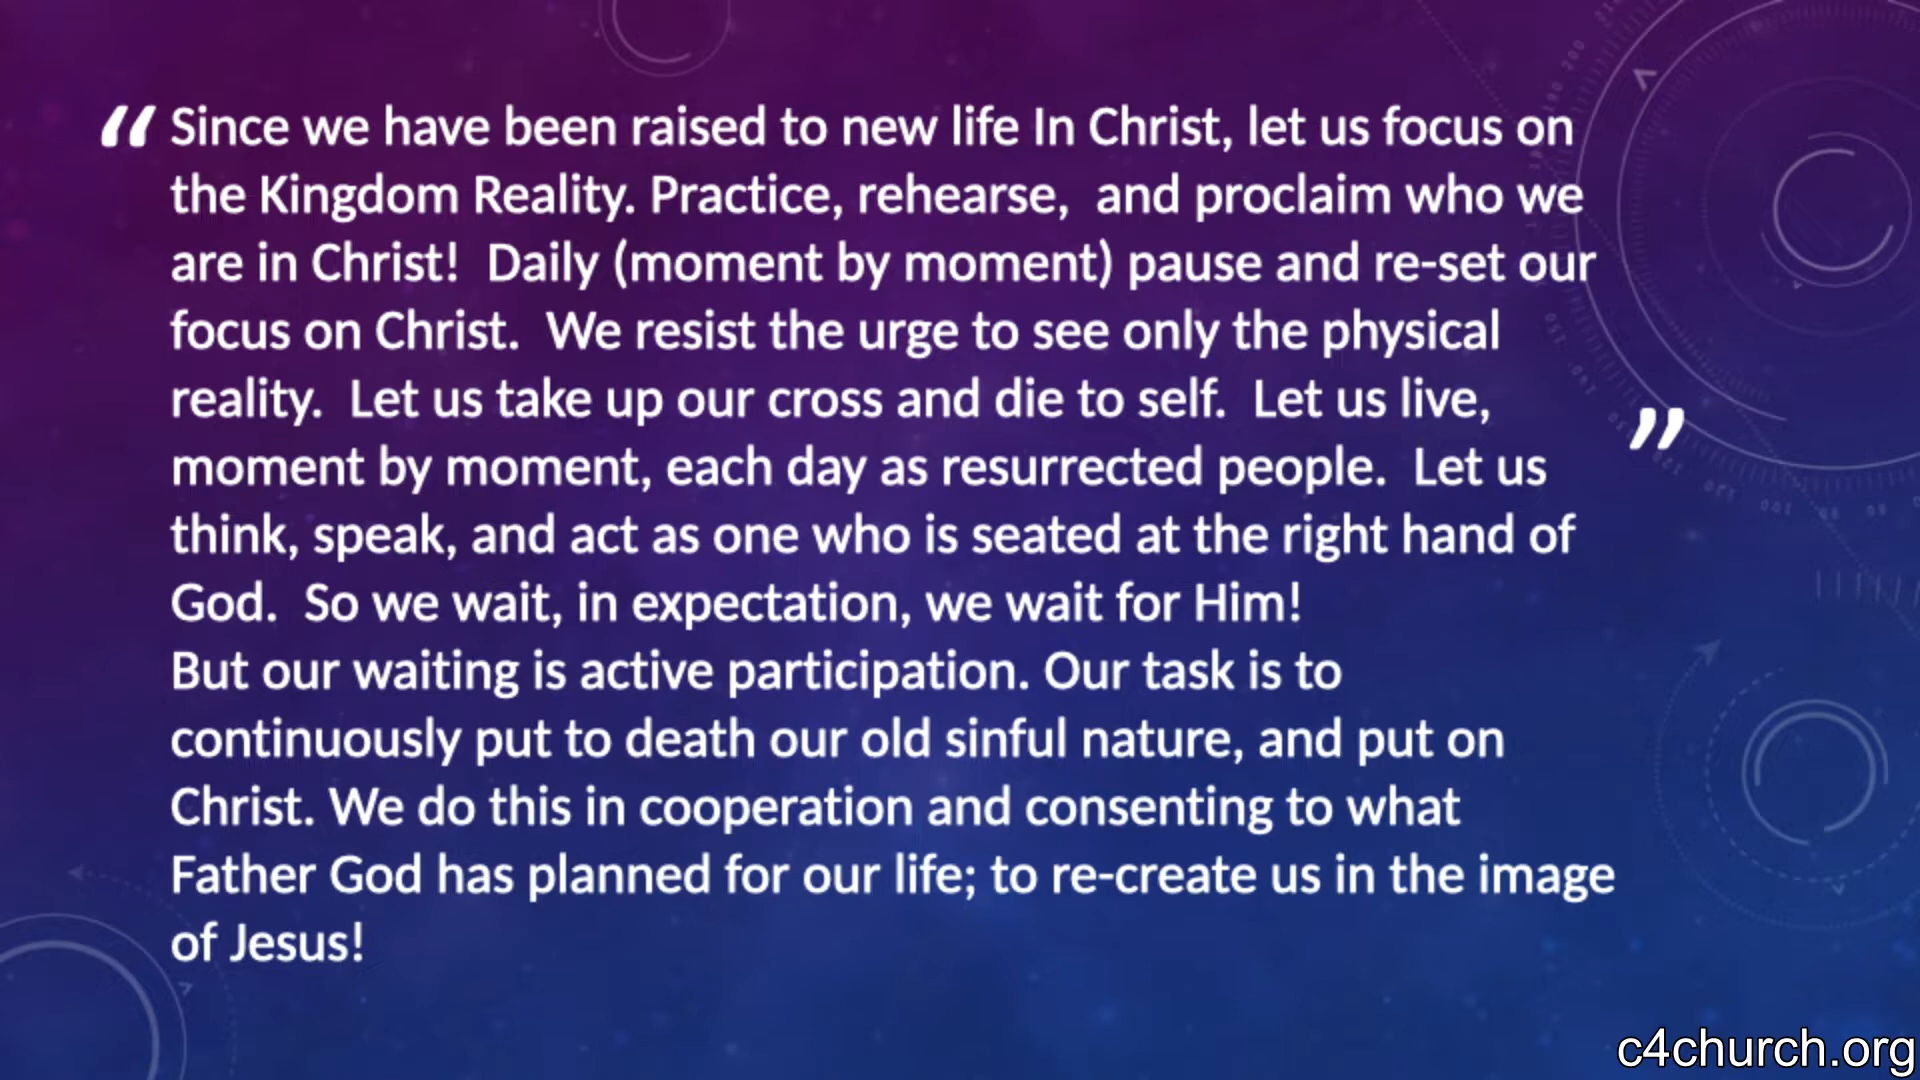 “Since we have been raised to new life In Christ, let us focus on
the Kingdom Reality. Practice, rehearse,  and proclaim who we
are in Christ!  Daily (moment by moment) pause and re-set our
focus on Christ.  We resist the urge to see only the physical
reality.  Let us take up our cross and die to self.  Let us live,
moment by moment, each day as resurrected people.  Let us
think, speak, and act as one who is seated at the right hand of
God.  So we wait, in expectation, we wait for Him!
But our waiting is active participation. Our task is to
continuously put to death our old sinful nature, and put on
Christ. We do this in cooperation and consenting to what
Father God has planned for our life; to re-create us in the image
of Jesus!
”
c4church.org